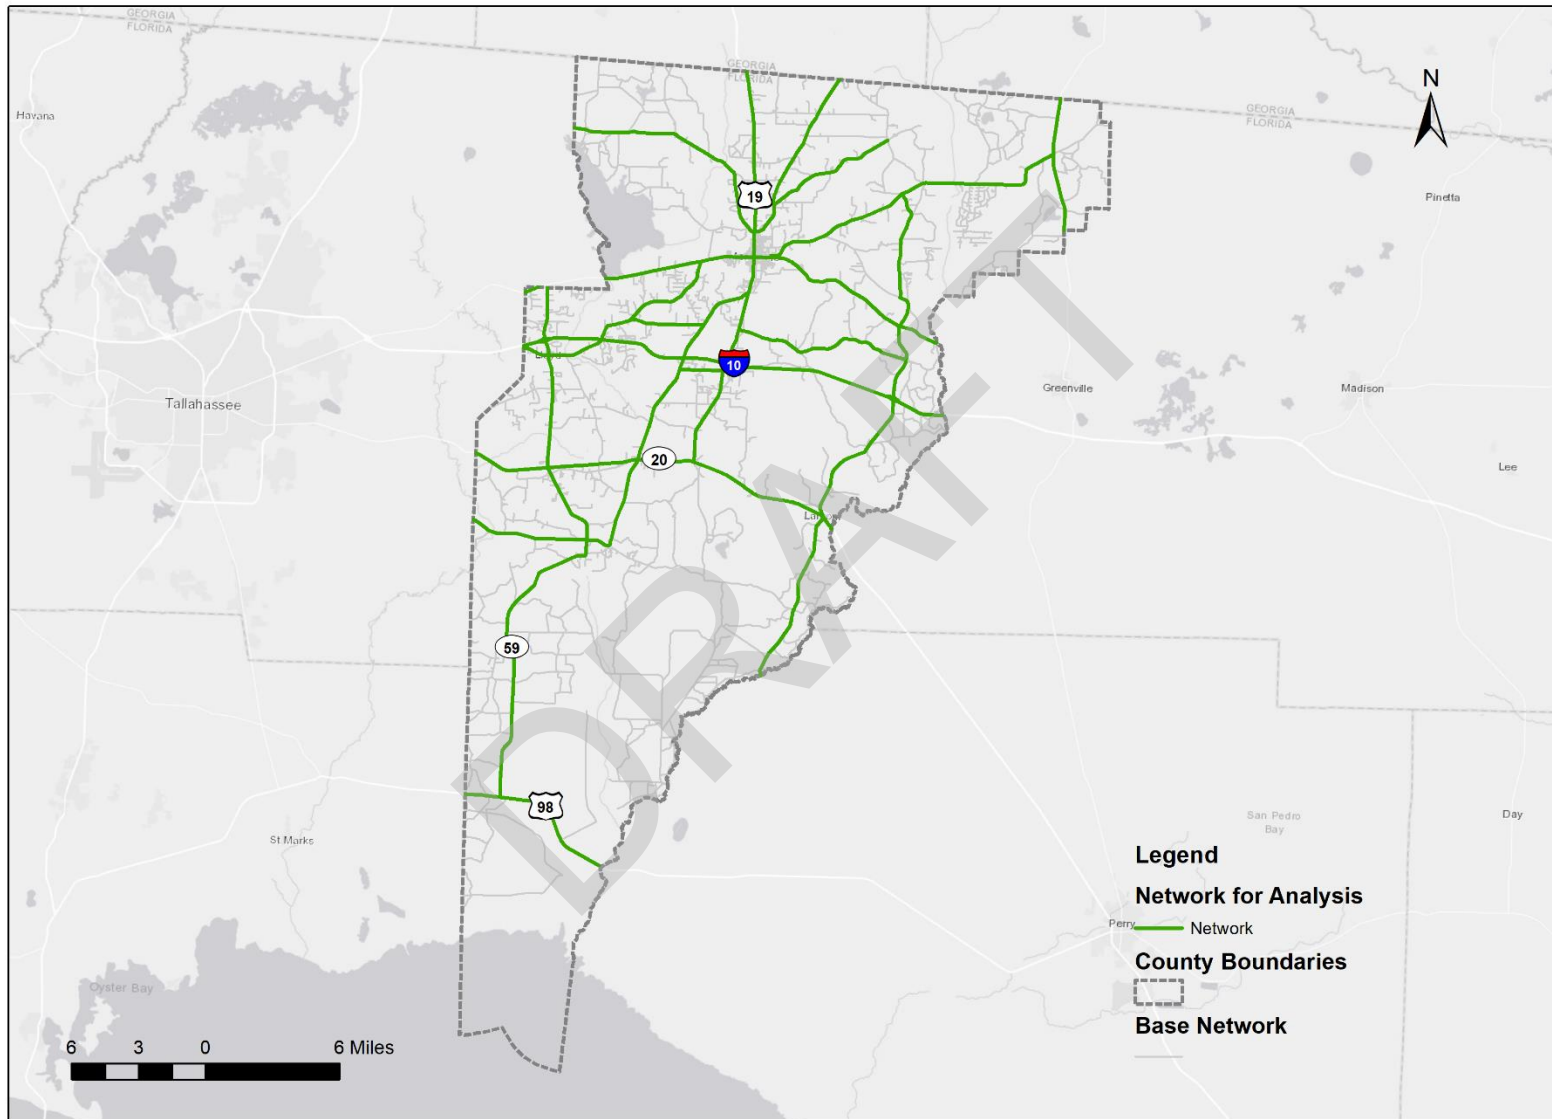 GEORGIA
FLORIDA
GEORGIA
FLORIDA
GEORGIA
FLORIDA
N
Havana
Pinetta
19
10
Greenville
Madison
Tallahassee
20
Lee
59
98
St Marks
San Pedro
Bay
Day
Perry
Oyster Bay
DRAFT
Legend
Network for Analysis
Network
County Boundaries
Base Network
6 3 0 6 Miles